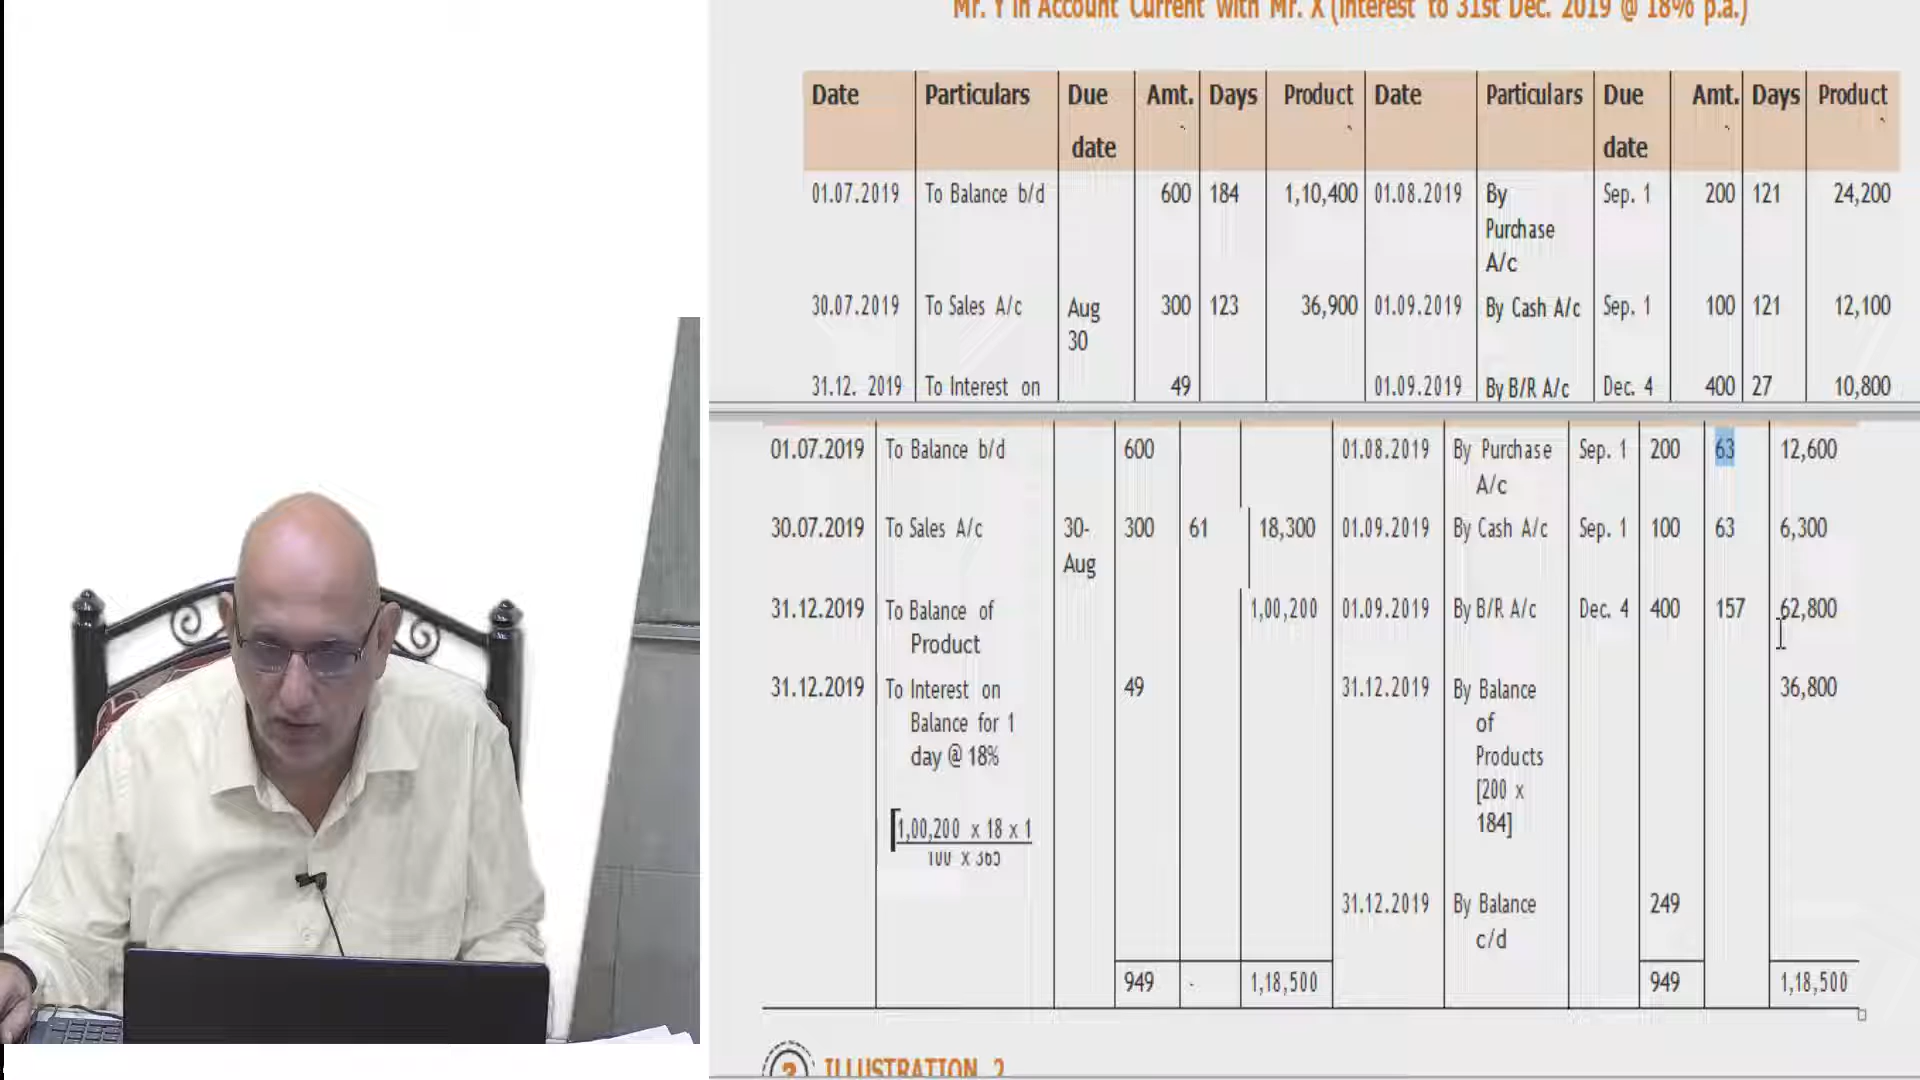 Mr. Y in Account Current with Mr. X (Interest to 31st Dec. 2019 @ 18% p.a.)
Date Particulars Due date Amt. Days Product Date Particulars Due date Amt. Days Product
01.07.2019 To Balance b/d 600 184 1,10,400 01.08.2019 By Purchase A/c Sep. 1 200 121 24,200
30.07.2019 To Sales A/c Aug 30 300 123 36,900 01.09.2019 By Cash A/c Sep. 1 100 121 12,100
31.12. 2019 To Interest on 49 01.09.2019 By B/R A/c Dec. 4 400 27 10,800
01.07.2019 To Balance b/d 600 01.08.2019 By Purchase A/c Sep. 1 200 63 12,600
30.07.2019 To Sales A/c 30-Aug 300 61 18,300 01.09.2019 By Cash A/c Sep. 1 100 63 6,300
31.12.2019 To Balance of Product 1,00,200 01.09.2019 By B/R A/c Dec. 4 400 157 62,800
31.12.2019 To Interest on Balance for 1 day @ 18% 49 31.12.2019 By Balance of Products [200 x 184] 36,800
1,00,200 x 18 x 1
100 x 365
31.12.2019 By Balance c/d 249
949 - 1,18,500 949 1,18,500
? ILLUSTRATION 2